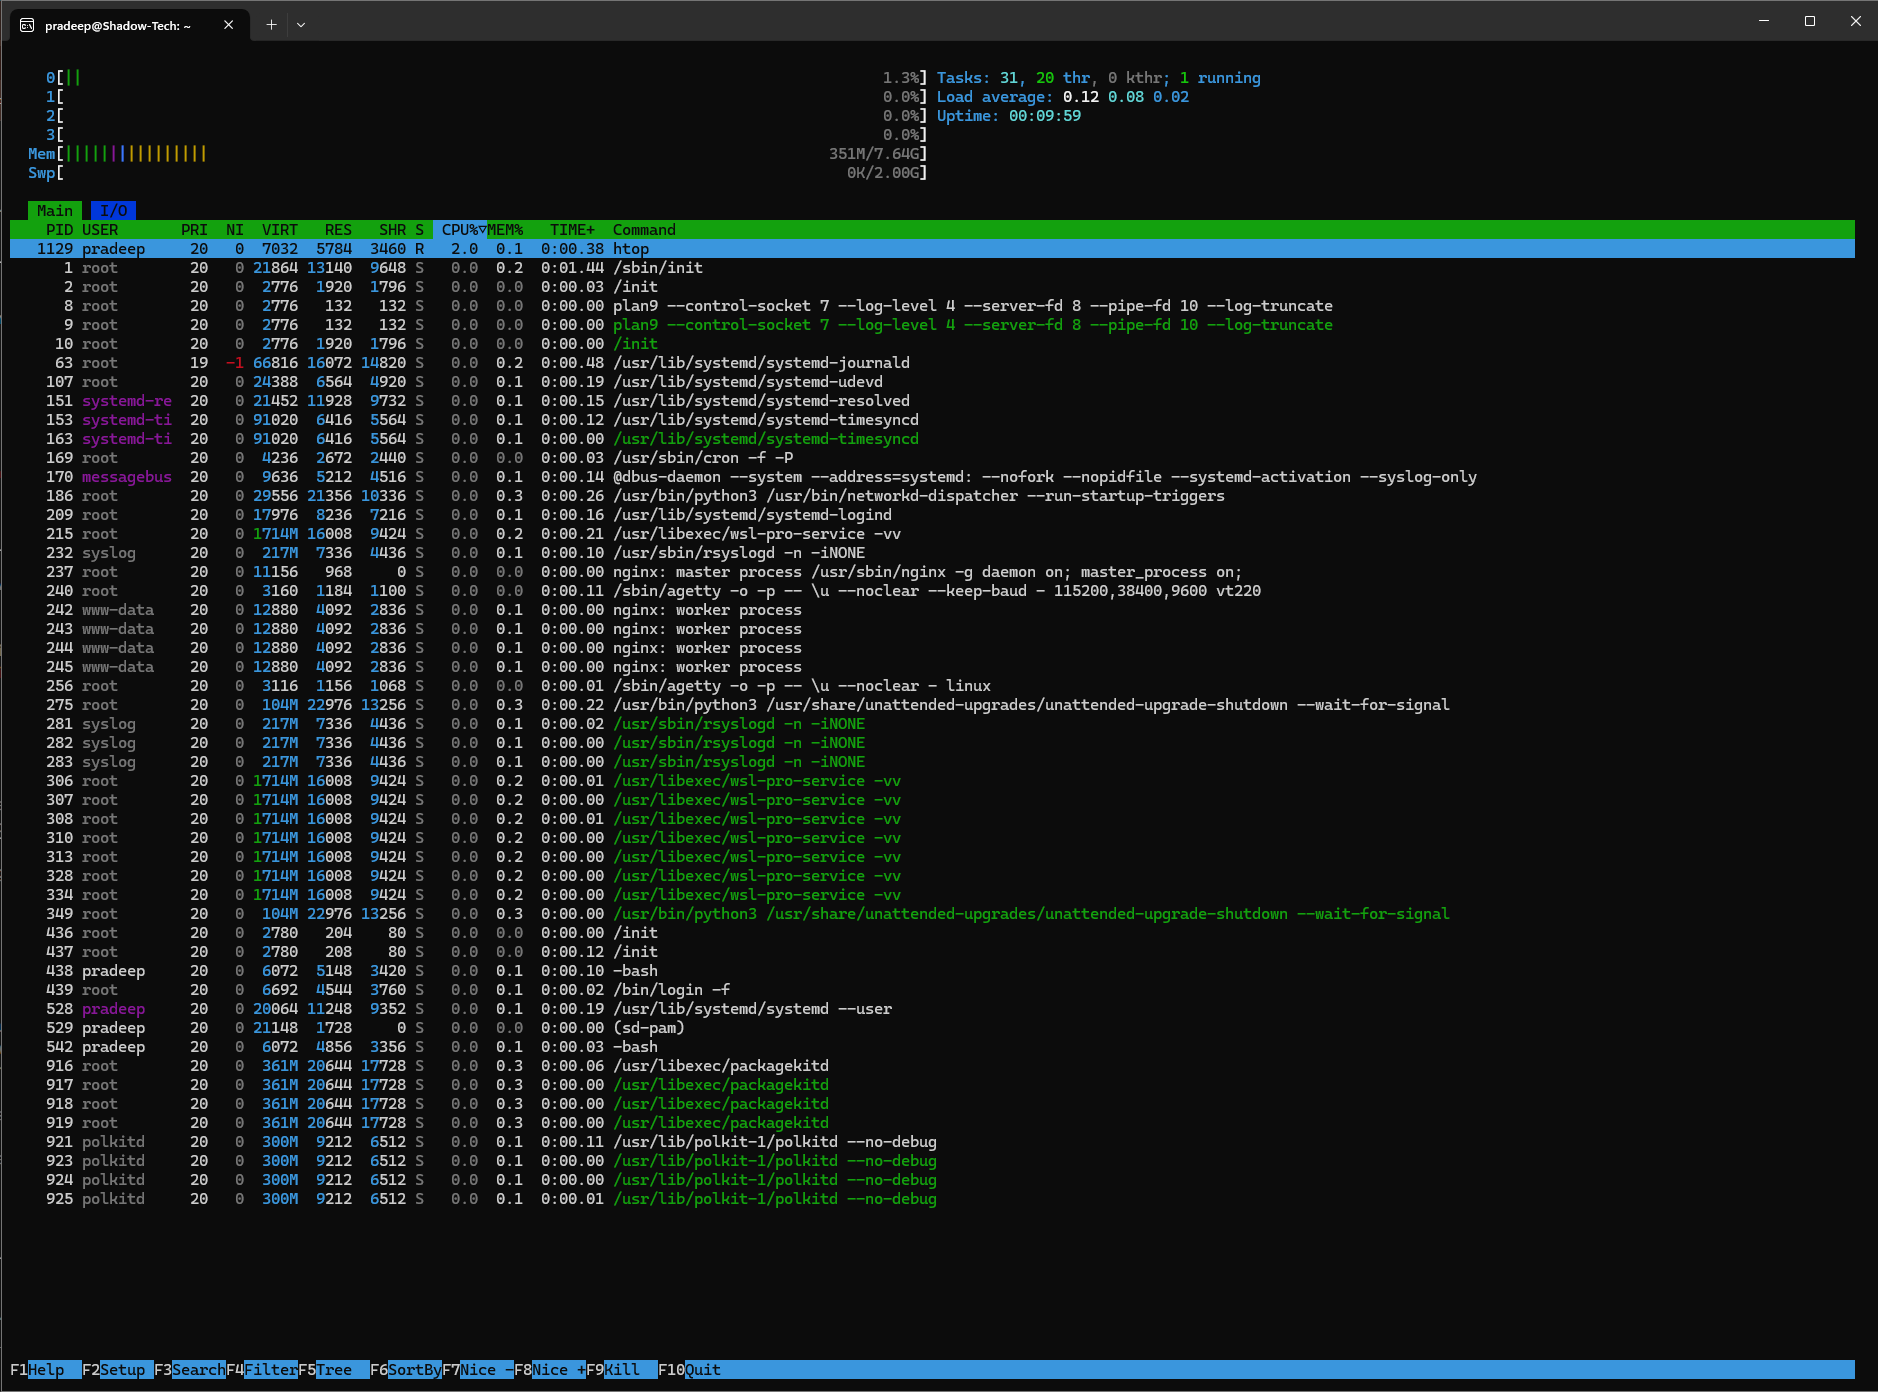 pradeep@Shadow-Tech: ~
0[|| 1.3%] Tasks: 31, 20 thr, 0 kthr; 1 running
1[ 0.0%] Load average: 0.12 0.08 0.02
2[ 0.0%] Uptime: 00:09:59
3[ 0.0%]
Mem[|||||||||||||||| 351M/7.64G]
Swp[ 0K/2.00G]
Main I/O
PID USER PRI NI VIRT RES SHR S CPU%▽MEM% TIME+ Command
1129 pradeep 20 0 7032 5784 3460 R 2.0 0.1 0:00.38 htop
1 root 20 0 21864 13140 9648 S 0.0 0.2 0:01.44 /sbin/init
2 root 20 0 2776 1920 1796 S 0.0 0.0 0:00.03 /init
8 root 20 0 2776 132 132 S 0.0 0.0 0:00.00 plan9 --control-socket 7 --log-level 4 --server-fd 8 --pipe-fd 10 --log-truncate
9 root 20 0 2776 132 132 S 0.0 0.0 0:00.00 plan9 --control-socket 7 --log-level 4 --server-fd 8 --pipe-fd 10 --log-truncate
10 root 20 0 2776 1920 1796 S 0.0 0.0 0:00.00 /init
63 root 19 -1 66816 16072 14820 S 0.0 0.2 0:00.48 /usr/lib/systemd/systemd-journald
107 root 20 0 24388 6564 4920 S 0.0 0.1 0:00.19 /usr/lib/systemd/systemd-udevd
151 systemd-re 20 0 21452 11928 9732 S 0.0 0.1 0:00.15 /usr/lib/systemd/systemd-resolved
153 systemd-ti 20 0 91020 6416 5564 S 0.0 0.1 0:00.12 /usr/lib/systemd/systemd-timesyncd
163 systemd-ti 20 0 91020 6416 5564 S 0.0 0.1 0:00.00 /usr/lib/systemd/systemd-timesyncd
169 root 20 0 4236 2672 2440 S 0.0 0.0 0:00.03 /usr/sbin/cron -f -P
170 messagebus 20 0 9636 5212 4516 S 0.0 0.1 0:00.14 @dbus-daemon --system --address=systemd: --nofork --nopidfile --systemd-activation --syslog-only
186 root 20 0 29556 21356 10336 S 0.0 0.3 0:00.26 /usr/bin/python3 /usr/bin/networkd-dispatcher --run-startup-triggers
209 root 20 0 17976 8236 7216 S 0.0 0.1 0:00.16 /usr/lib/systemd/systemd-logind
215 root 20 0 1714M 16008 9424 S 0.0 0.2 0:00.21 /usr/libexec/wsl-pro-service -vv
232 syslog 20 0 217M 7336 4436 S 0.0 0.1 0:00.10 /usr/sbin/rsyslogd -n -iNONE
237 root 20 0 11156 968 0 S 0.0 0.0 0:00.00 nginx: master process /usr/sbin/nginx -g daemon on; master_process on;
240 root 20 0 3160 1184 1100 S 0.0 0.0 0:00.11 /sbin/agetty -o -p -- \u --noclear --keep-baud - 115200,38400,9600 vt220
242 www-data 20 0 12880 4092 2836 S 0.0 0.1 0:00.00 nginx: worker process
243 www-data 20 0 12880 4092 2836 S 0.0 0.1 0:00.00 nginx: worker process
244 www-data 20 0 12880 4092 2836 S 0.0 0.1 0:00.00 nginx: worker process
245 www-data 20 0 12880 4092 2836 S 0.0 0.1 0:00.00 nginx: worker process
256 root 20 0 3116 1156 1068 S 0.0 0.0 0:00.01 /sbin/agetty -o -p -- \u --noclear - linux
275 root 20 0 104M 22976 13256 S 0.0 0.3 0:00.22 /usr/bin/python3 /usr/share/unattended-upgrades/unattended-upgrade-shutdown --wait-for-signal
281 syslog 20 0 217M 7336 4436 S 0.0 0.1 0:00.02 /usr/sbin/rsyslogd -n -iNONE
282 syslog 20 0 217M 7336 4436 S 0.0 0.1 0:00.00 /usr/sbin/rsyslogd -n -iNONE
283 syslog 20 0 217M 7336 4436 S 0.0 0.1 0:00.00 /usr/sbin/rsyslogd -n -iNONE
306 root 20 0 1714M 16008 9424 S 0.0 0.2 0:00.01 /usr/libexec/wsl-pro-service -vv
307 root 20 0 1714M 16008 9424 S 0.0 0.2 0:00.00 /usr/libexec/wsl-pro-service -vv
308 root 20 0 1714M 16008 9424 S 0.0 0.2 0:00.01 /usr/libexec/wsl-pro-service -vv
310 root 20 0 1714M 16008 9424 S 0.0 0.2 0:00.00 /usr/libexec/wsl-pro-service -vv
313 root 20 0 1714M 16008 9424 S 0.0 0.2 0:00.00 /usr/libexec/wsl-pro-service -vv
328 root 20 0 1714M 16008 9424 S 0.0 0.2 0:00.00 /usr/libexec/wsl-pro-service -vv
334 root 20 0 1714M 16008 9424 S 0.0 0.2 0:00.00 /usr/libexec/wsl-pro-service -vv
349 root 20 0 104M 22976 13256 S 0.0 0.3 0:00.00 /usr/bin/python3 /usr/share/unattended-upgrades/unattended-upgrade-shutdown --wait-for-signal
436 root 20 0 2780 204 80 S 0.0 0.0 0:00.00 /init
437 root 20 0 2780 208 80 S 0.0 0.0 0:00.12 /init
438 pradeep 20 0 6072 5148 3420 S 0.0 0.1 0:00.10 -bash
439 root 20 0 6692 4544 3760 S 0.0 0.1 0:00.02 /bin/login -f
528 pradeep 20 0 20064 11248 9352 S 0.0 0.1 0:00.19 /usr/lib/systemd/systemd --user
529 pradeep 20 0 21148 1728 0 S 0.0 0.0 0:00.00 (sd-pam)
542 pradeep 20 0 6072 4856 3356 S 0.0 0.1 0:00.03 -bash
916 root 20 0 361M 20644 17728 S 0.0 0.3 0:00.06 /usr/libexec/packagekitd
917 root 20 0 361M 20644 17728 S 0.0 0.3 0:00.00 /usr/libexec/packagekitd
918 root 20 0 361M 20644 17728 S 0.0 0.3 0:00.00 /usr/libexec/packagekitd
919 root 20 0 361M 20644 17728 S 0.0 0.3 0:00.00 /usr/libexec/packagekitd
921 polkitd 20 0 300M 9212 6512 S 0.0 0.1 0:00.11 /usr/lib/polkit-1/polkitd --no-debug
923 polkitd 20 0 300M 9212 6512 S 0.0 0.1 0:00.00 /usr/lib/polkit-1/polkitd --no-debug
924 polkitd 20 0 300M 9212 6512 S 0.0 0.1 0:00.00 /usr/lib/polkit-1/polkitd --no-debug
925 polkitd 20 0 300M 9212 6512 S 0.0 0.1 0:00.01 /usr/lib/polkit-1/polkitd --no-debug
F1Help F2Setup F3SearchF4FilterF5Tree F6SortByF7Nice -F8Nice +F9Kill F10Quit